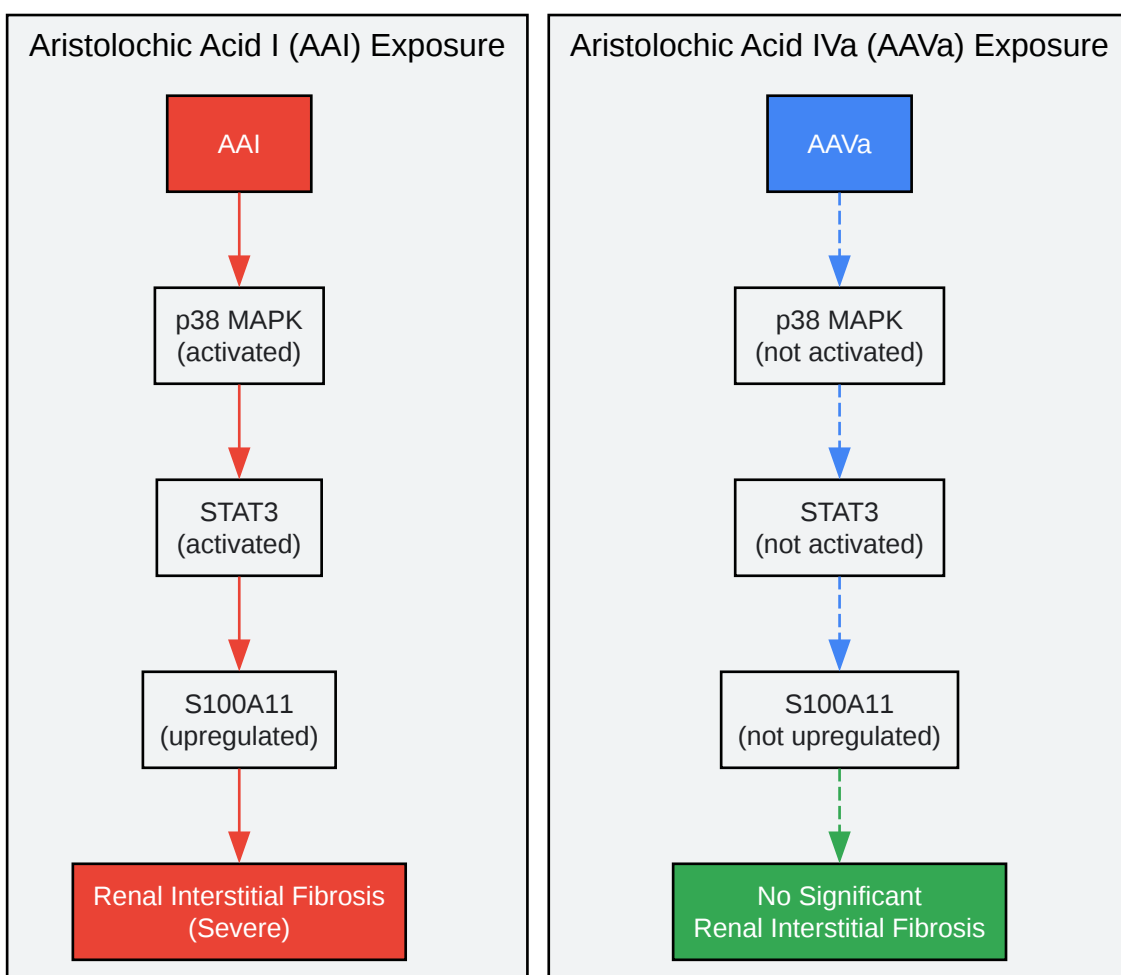 Aristolochic Acid I (AAI) Exposure
AAI
p38 MAPK
(activated)
STAT3
(activated)
S100A11
(upregulated)
Renal Interstitial Fibrosis
(Severe)
Aristolochic Acid IVa (AAVa) Exposure
AAVa
p38 MAPK
(not activated)
STAT3
(not activated)
S100A11
(not upregulated)
No Significant
Renal Interstitial Fibrosis